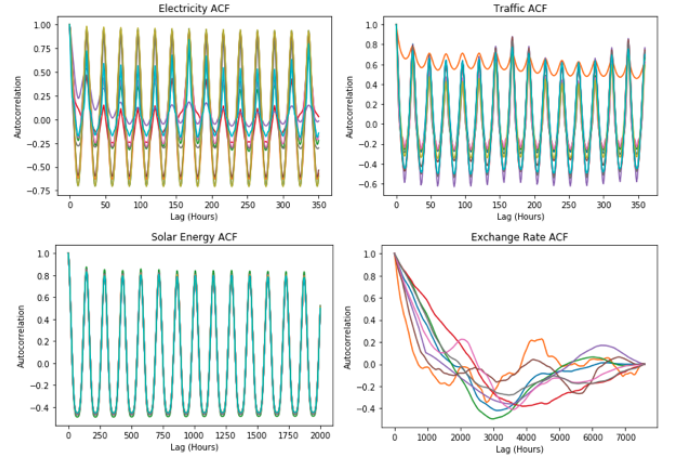 Electricity ACF
1.00
0.75
0.50
0.25
0.00
−0.25
−0.50
−0.75
Autocorrelation
0 50 100 150 200 250 300 350
Lag (Hours)
Traffic ACF
1.0
0.8
0.6
0.4
0.2
0.0
−0.2
−0.4
−0.6
Autocorrelation
0 50 100 150 200 250 300 350
Lag (Hours)
Solar Energy ACF
1.0
0.8
0.6
0.4
0.2
0.0
−0.2
−0.4
Autocorrelation
0 250 500 750 1000 1250 1500 1750 2000
Lag (Hours)
Exchange Rate ACF
1.0
0.8
0.6
0.4
0.2
0.0
−0.2
−0.4
Autocorrelation
0 1000 2000 3000 4000 5000 6000 7000
Lag (Hours)